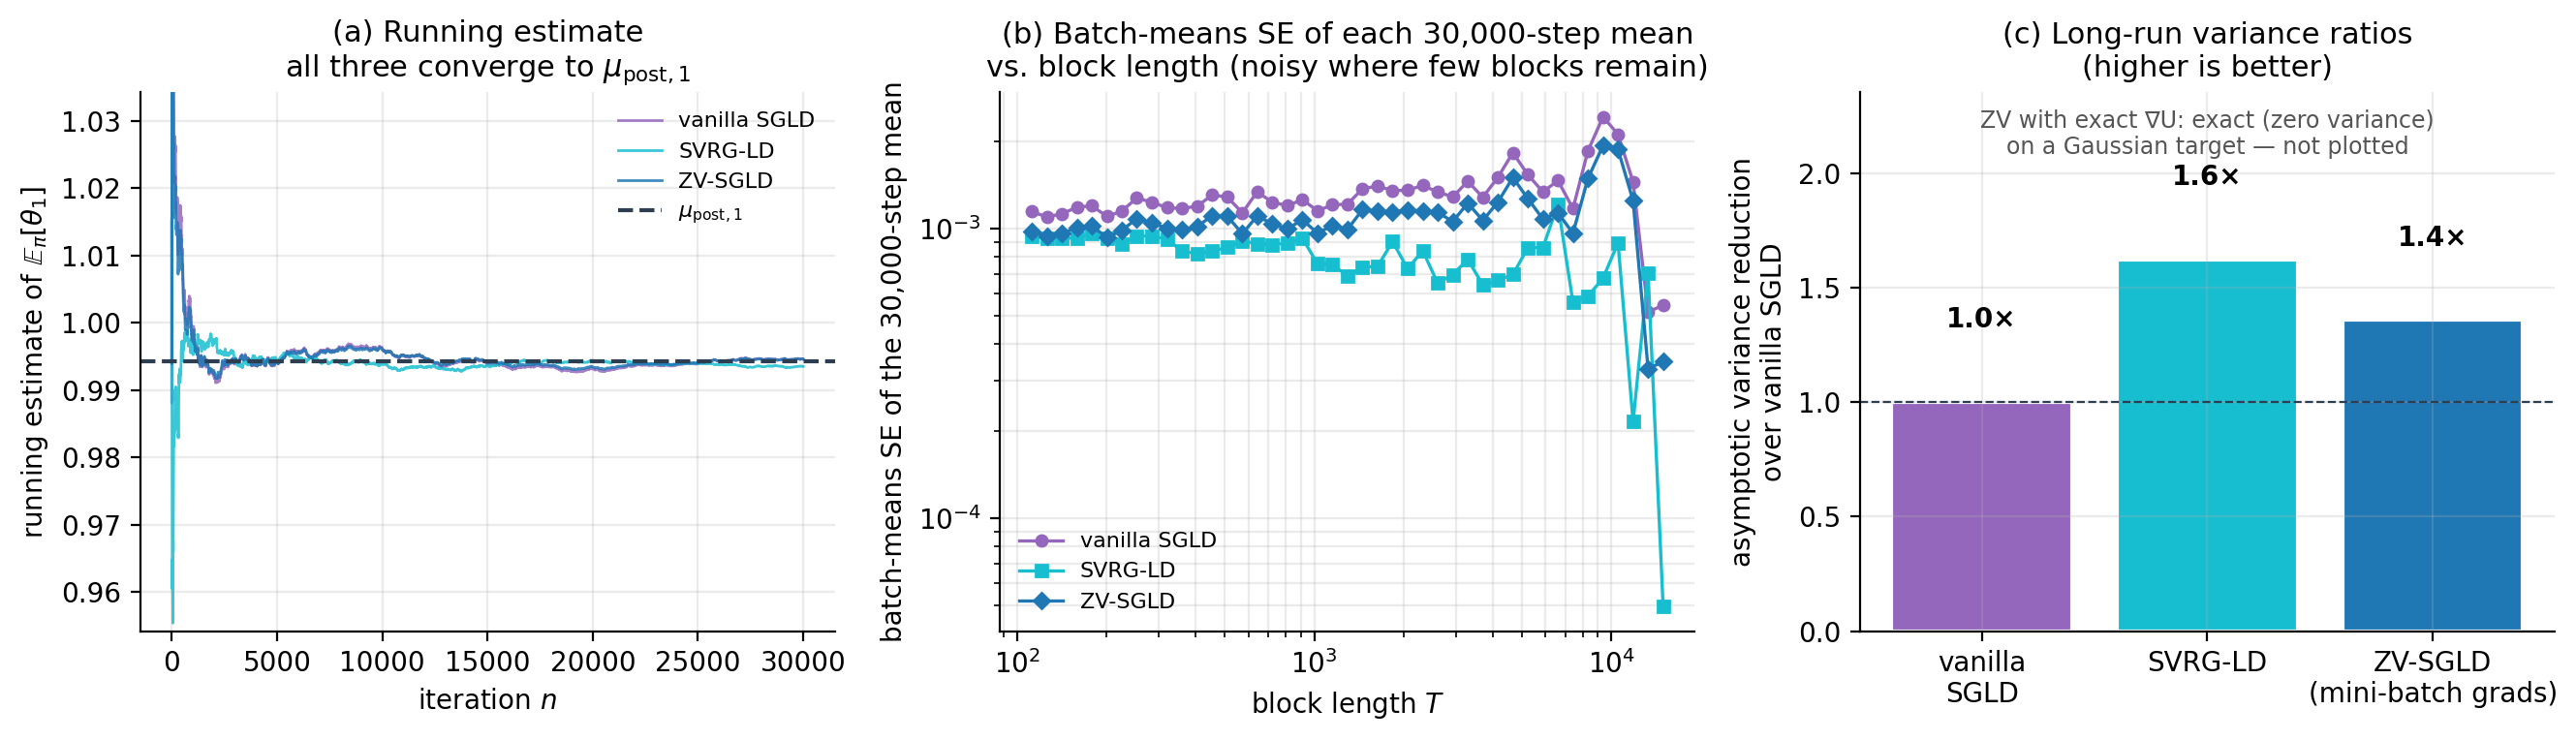 (a) Running estimate
all three converge to μ_post, 1
running estimate of 𝔼_π[θ₁]
1.03
1.02
1.01
1.00
0.99
0.98
0.97
0.96
vanilla SGLD
SVRG-LD
ZV-SGLD
μ_post, 1
0
5000
10000
15000
20000
25000
30000
iteration n
(b) Batch-means SE of each 30,000-step mean
vs. block length (noisy where few blocks remain)
batch-means SE of the 30,000-step mean
10⁻³
10⁻⁴
vanilla SGLD
SVRG-LD
ZV-SGLD
10²
10³
10⁴
block length T
(c) Long-run variance ratios
(higher is better)
asymptotic variance reduction
over vanilla SGLD
ZV with exact ∇U: exact (zero variance)
on a Gaussian target — not plotted
2.0
1.5
1.0
0.5
0.0
1.0×
1.6×
1.4×
vanilla
SGLD
SVRG-LD
ZV-SGLD
(mini-batch grads)